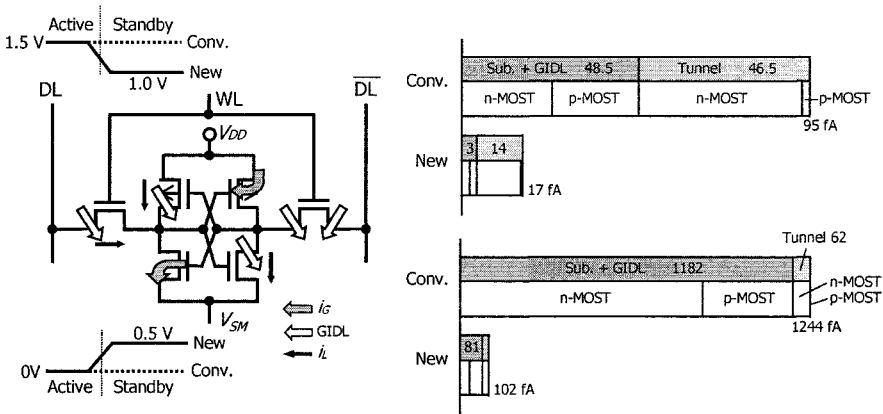 Active Standby
1.5 V
Conv.
New
1.0 V
DL
WL
DL
VDD
iG
GIDL
iL
VSM
0.5 V
New
0V
Conv.
Active Standby
Conv.
Sub. + GIDL 48.5
Tunnel 46.5
n-MOST
p-MOST
n-MOST
p-MOST
95 fA
New
3
14
17 fA
Tunnel 62
Conv.
Sub. + GIDL 1182
n-MOST
p-MOST
n-MOST
p-MOST
1244 fA
New
81
102 fA